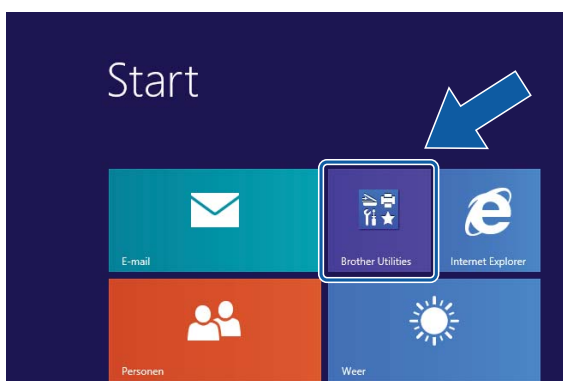 Start
E-mail
Brother Utilities
Internet Explorer
Personen
Weer